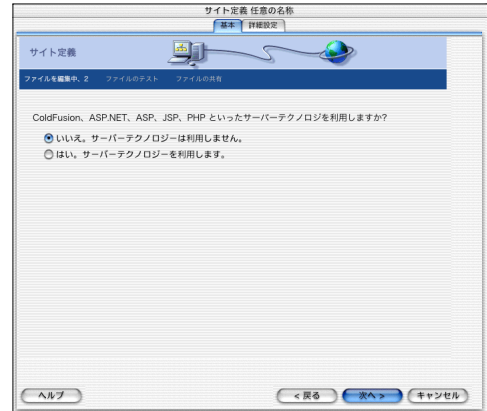 サイト定義 任意の名称
基本 詳細設定
サイト定義
ファイルを編集中、2 ファイルのテスト ファイルの共有
ColdFusion、ASP.NET、ASP、JSP、PHP といったサーバーテクノロジを利用しますか?
いいえ。サーバーテクノロジーは利用しません。
はい。サーバーテクノロジーを利用します。
ヘルプ < 戻る 次へ > キャンセル